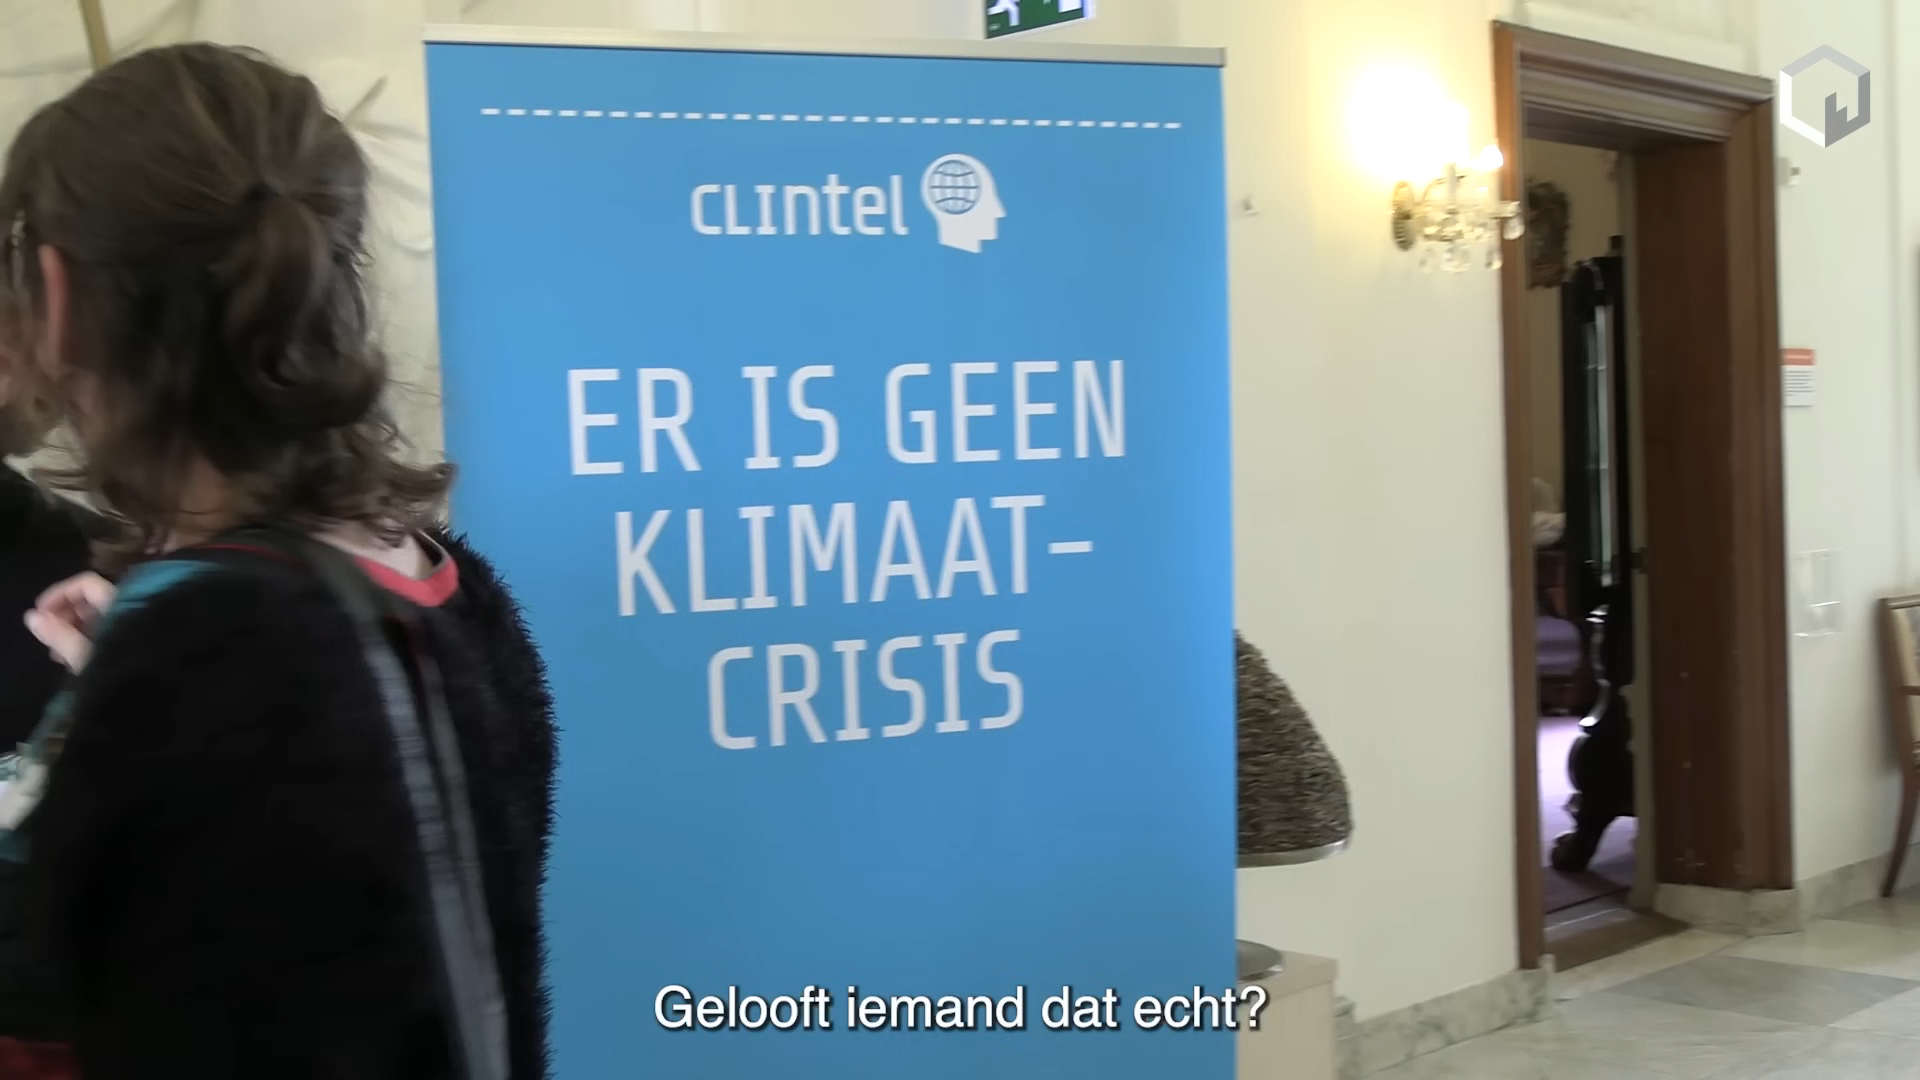 CLIntel
ER IS GEEN
KLIMAAT-
CRISIS
Gelooft iemand dat echt?